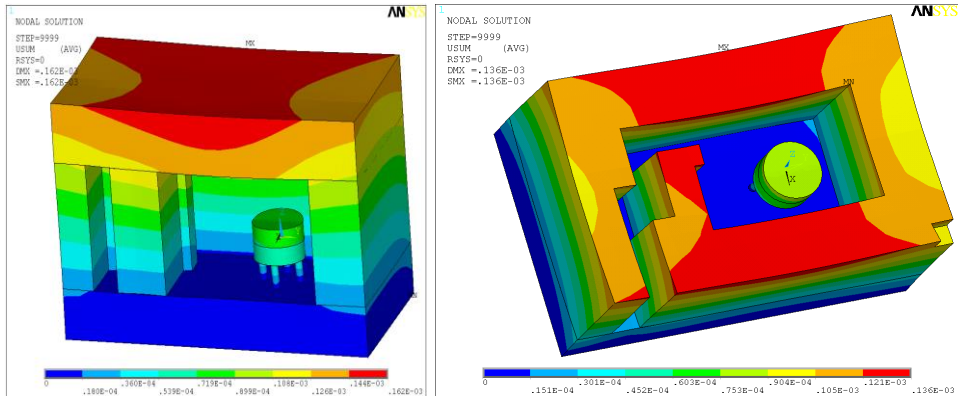 1
ANSYS
NODAL SOLUTION
STEP=9999
USUM (AVG)
RSYS=0
DMX =.162E-03
SMX =.162E-03
MX
X
0
.180E-04
.360E-04
.539E-04
.719E-04
.899E-04
.108E-03
.126E-03
.144E-03
.162E-03
1
ANSYS
NODAL SOLUTION
STEP=9999
USUM (AVG)
RSYS=0
DMX =.136E-03
SMX =.136E-03
MX
MN
Z
X
0
.151E-04
.301E-04
.452E-04
.603E-04
.753E-04
.904E-04
.105E-03
.121E-03
.136E-03